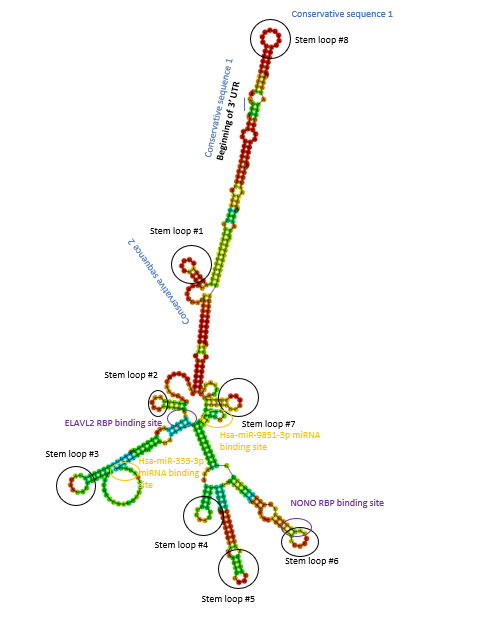 Conservative sequence 1
Stem loop #8
Conservative sequence 1
Beginning of 3' UTR
Stem loop #1
Conservative sequence 2
Stem loop #2
ELAVL2 RBP binding site
Stem loop #7
Hsa-miR-9851-3p miRNA
binding site
Stem loop #3
Hsa-miR-335-3p
miRNA binding
site
NONO RBP binding site
Stem loop #4
Stem loop #6
Stem loop #5